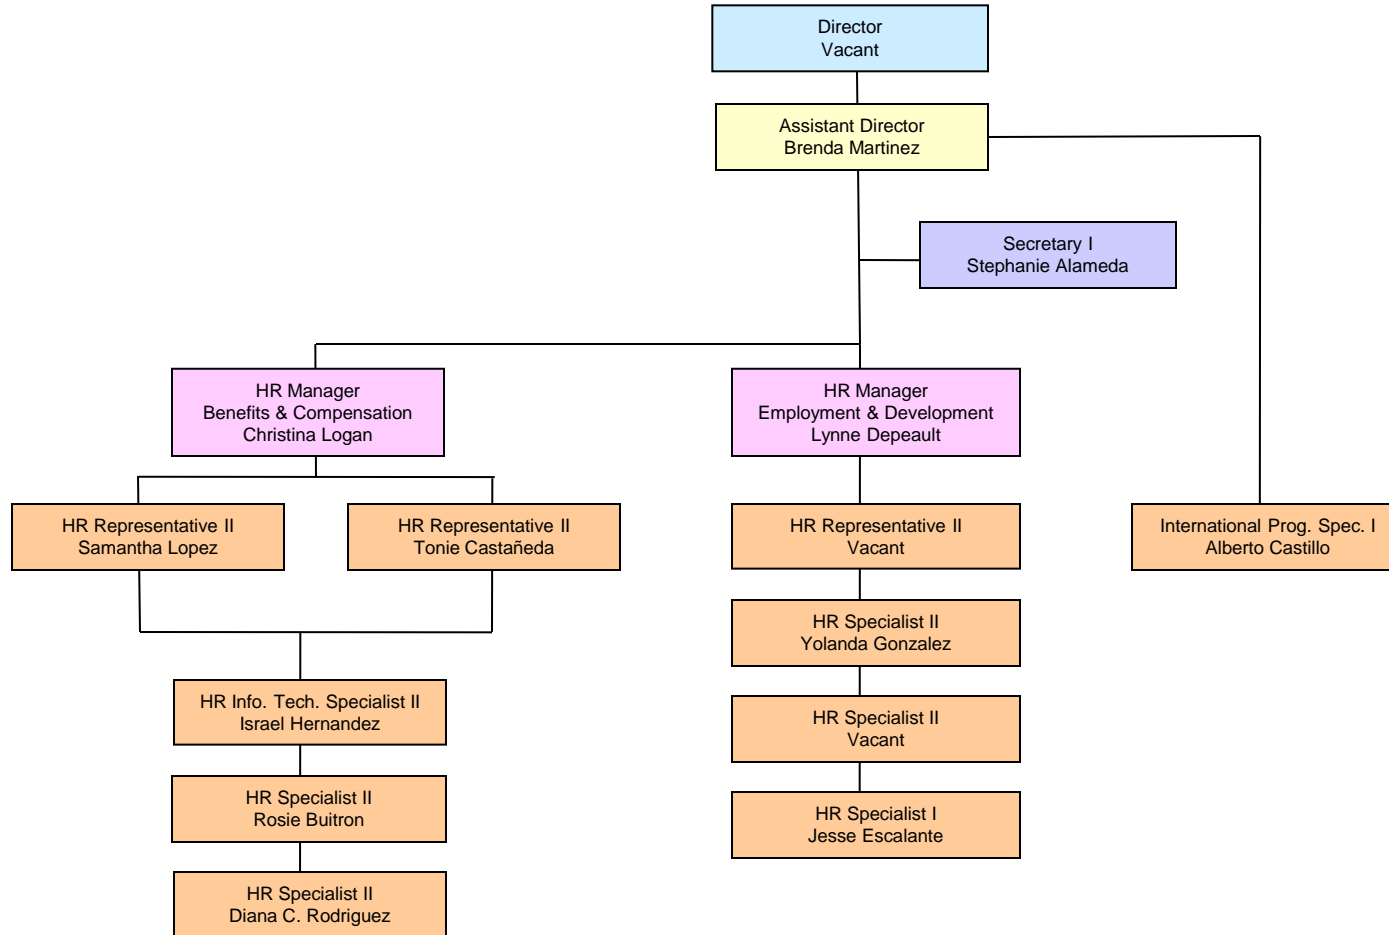 Director
Vacant
Assistant Director
Brenda Martinez
Secretary I
Stephanie Alameda
HR Manager
Benefits & Compensation
Christina Logan
HR Manager
Employment & Development
Lynne Depeault
HR Representative II
Samantha Lopez
HR Representative II
Tonie Castañeda
HR Representative II
Vacant
International Prog. Spec. I
Alberto Castillo
HR Specialist II
Yolanda Gonzalez
HR Info. Tech. Specialist II
Israel Hernandez
HR Specialist II
Vacant
HR Specialist II
Rosie Buitron
HR Specialist I
Jesse Escalante
HR Specialist II
Diana C. Rodriguez